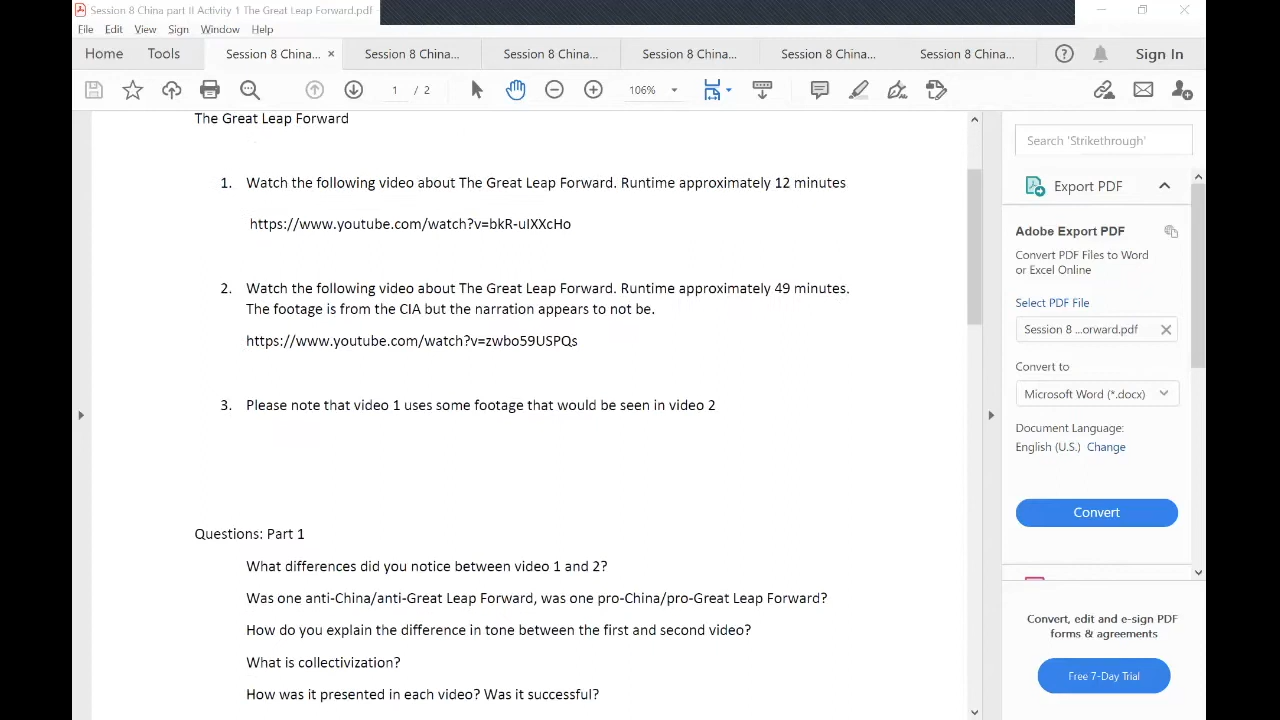 Session 8 China part II Activity 1 The Great Leap Forward.pdf
File Edit View Sign Window Help
Home Tools Session 8 China... × Session 8 China... Session 8 China... Session 8 China... Session 8 China... Session 8 China... Sign In
1 / 2 106%
The Great Leap Forward
1. Watch the following video about The Great Leap Forward. Runtime approximately 12 minutes
https://www.youtube.com/watch?v=bkR-uIXXcHo
2. Watch the following video about The Great Leap Forward. Runtime approximately 49 minutes.
The footage is from the CIA but the narration appears to not be.
https://www.youtube.com/watch?v=zwbo59USPQs
3. Please note that video 1 uses some footage that would be seen in video 2
Questions: Part 1
What differences did you notice between video 1 and 2?
Was one anti-China/anti-Great Leap Forward, was one pro-China/pro-Great Leap Forward?
How do you explain the difference in tone between the first and second video?
What is collectivization?
How was it presented in each video? Was it successful?
Search 'Strikethrough'
Export PDF
Adobe Export PDF
Convert PDF Files to Word
or Excel Online
Select PDF File
Session 8 ...orward.pdf
Convert to
Microsoft Word (*.docx)
Document Language:
English (U.S.) Change
Convert
Convert, edit and e-sign PDF
forms & agreements
Free 7-Day Trial